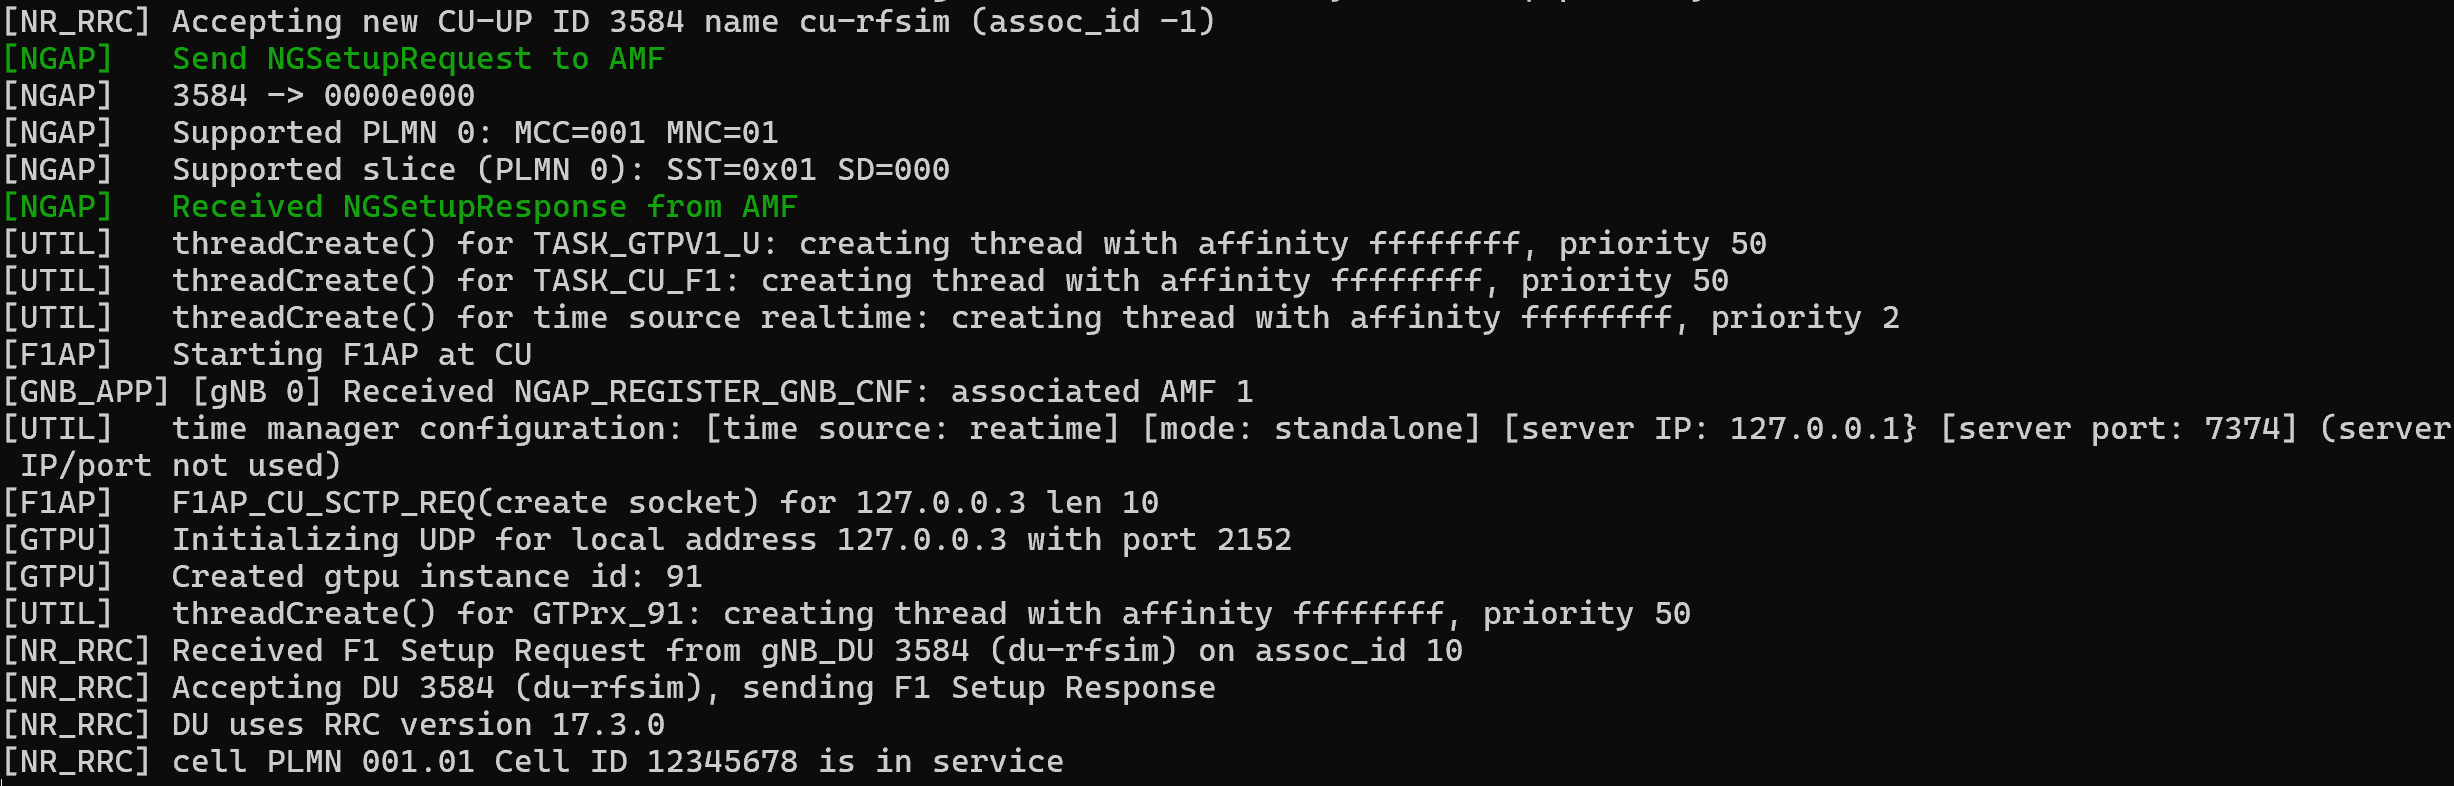 [NR_RRC] Accepting new CU-UP ID 3584 name cu-rfsim (assoc_id -1)
[NGAP]   Send NGSetupRequest to AMF
[NGAP]   3584 -> 0000e000
[NGAP]   Supported PLMN 0: MCC=001 MNC=01
[NGAP]   Supported slice (PLMN 0): SST=0x01 SD=000
[NGAP]   Received NGSetupResponse from AMF
[UTIL]   threadCreate() for TASK_GTPV1_U: creating thread with affinity ffffffff, priority 50
[UTIL]   threadCreate() for TASK_CU_F1: creating thread with affinity ffffffff, priority 50
[UTIL]   threadCreate() for time source realtime: creating thread with affinity ffffffff, priority 2
[F1AP]   Starting F1AP at CU
[GNB_APP] [gNB 0] Received NGAP_REGISTER_GNB_CNF: associated AMF 1
[UTIL]   time manager configuration: [time source: reatime] [mode: standalone] [server IP: 127.0.0.1} [server port: 7374] (server
 IP/port not used)
[F1AP]   F1AP_CU_SCTP_REQ(create socket) for 127.0.0.3 len 10
[GTPU]   Initializing UDP for local address 127.0.0.3 with port 2152
[GTPU]   Created gtpu instance id: 91
[UTIL]   threadCreate() for GTPrx_91: creating thread with affinity ffffffff, priority 50
[NR_RRC] Received F1 Setup Request from gNB_DU 3584 (du-rfsim) on assoc_id 10
[NR_RRC] Accepting DU 3584 (du-rfsim), sending F1 Setup Response
[NR_RRC] DU uses RRC version 17.3.0
[NR_RRC] cell PLMN 001.01 Cell ID 12345678 is in service